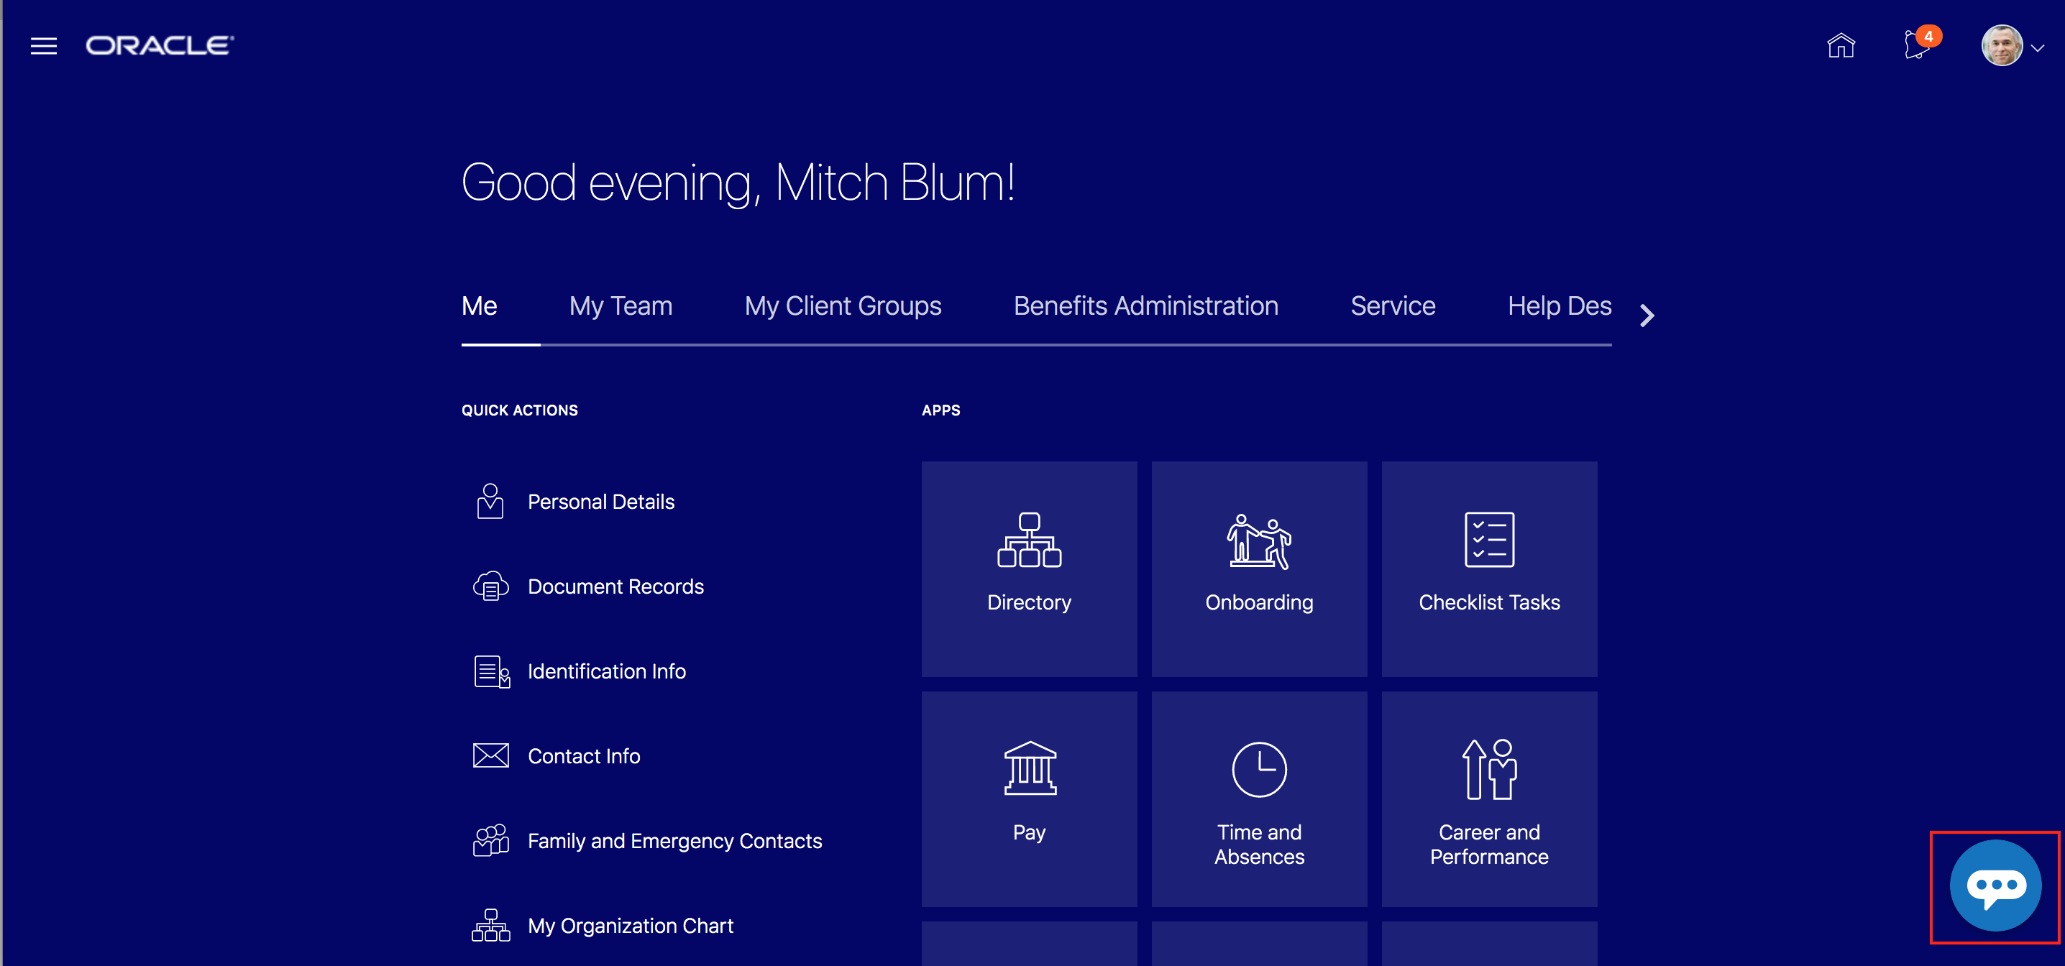 ORACLE
4
Good evening, Mitch Blum!
Me
My Team
My Client Groups
Benefits Administration
Service
Help Des
QUICK ACTIONS
Personal Details
Document Records
Identification Info
Contact Info
Family and Emergency Contacts
My Organization Chart
APPS
Directory
Onboarding
Checklist Tasks
Pay
Time and
Absences
Career and
Performance